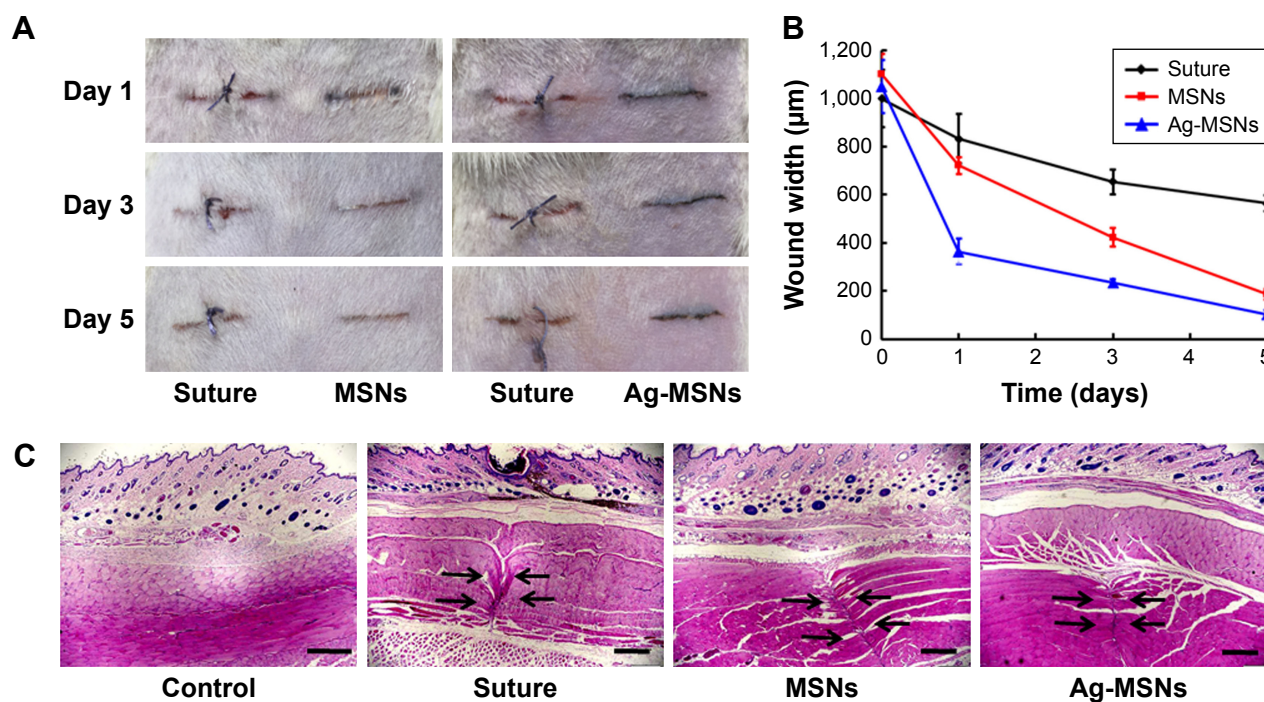 A
Day 1
Day 3
Day 5
Suture
MSNs
Suture
Ag-MSNs
B
Wound width (µm)
1,200
1,000
800
600
400
200
0
0
1
2
3
4
5
Time (days)
Suture
MSNs
Ag-MSNs
C
Control
Suture
MSNs
Ag-MSNs